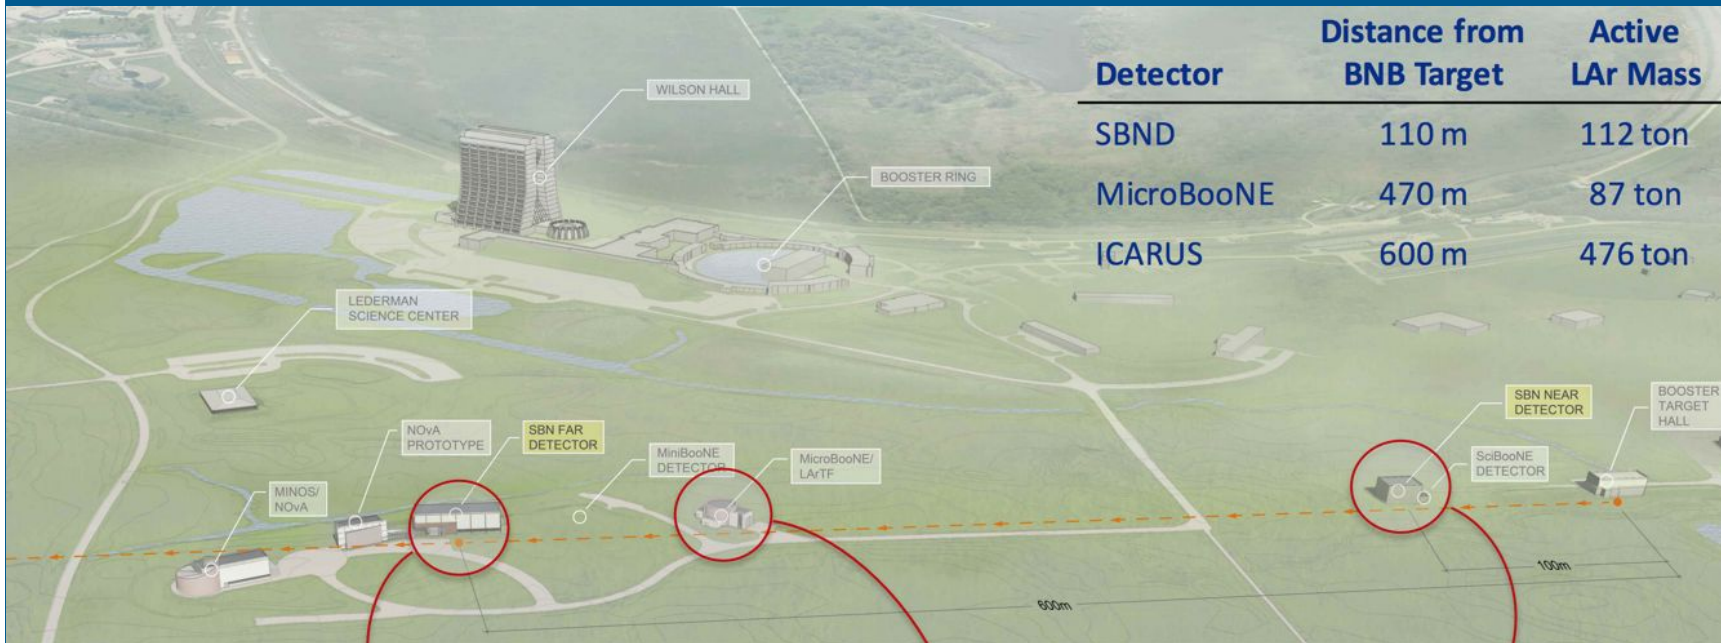 Distance from Active
Detector BNB Target LAr Mass
SBND 110 m 112 ton
MicroBooNE 470 m 87 ton
ICARUS 600 m 476 ton
WILSON HALL
BOOSTER RING
LEDERMAN
SCIENCE CENTER
NOvA
PROTOTYPE
SBN FAR
DETECTOR
MiniBooNE
DETECTOR
MicroBooNE/
LArTF
SBN NEAR
DETECTOR
SciBooNE
DETECTOR
BOOSTER
TARGET
HALL
MINOS/
NOvA
100m
600m